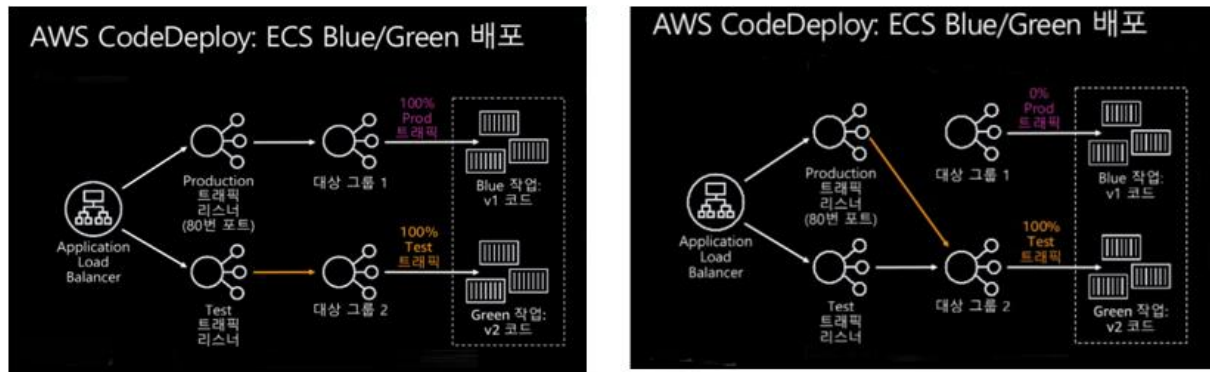 AWS CodeDeploy: ECS Blue/Green 배포
100%
Prod
트래픽
Production
트래픽
리스너
(80번 포트)
대상 그룹 1
Blue 작업:
v1 코드
Application
Load
Balancer
100%
Test
트래픽
Test
트래픽
리스너
대상 그룹 2
Green 작업:
v2 코드
AWS CodeDeploy: ECS Blue/Green 배포
0%
Prod
트래픽
Production
트래픽
리스너
(80번 포트)
대상 그룹 1
Blue 작업:
v1 코드
Application
Load
Balancer
100%
Test
트래픽
Test
트래픽
리스너
대상 그룹 2
Green 작업:
v2 코드